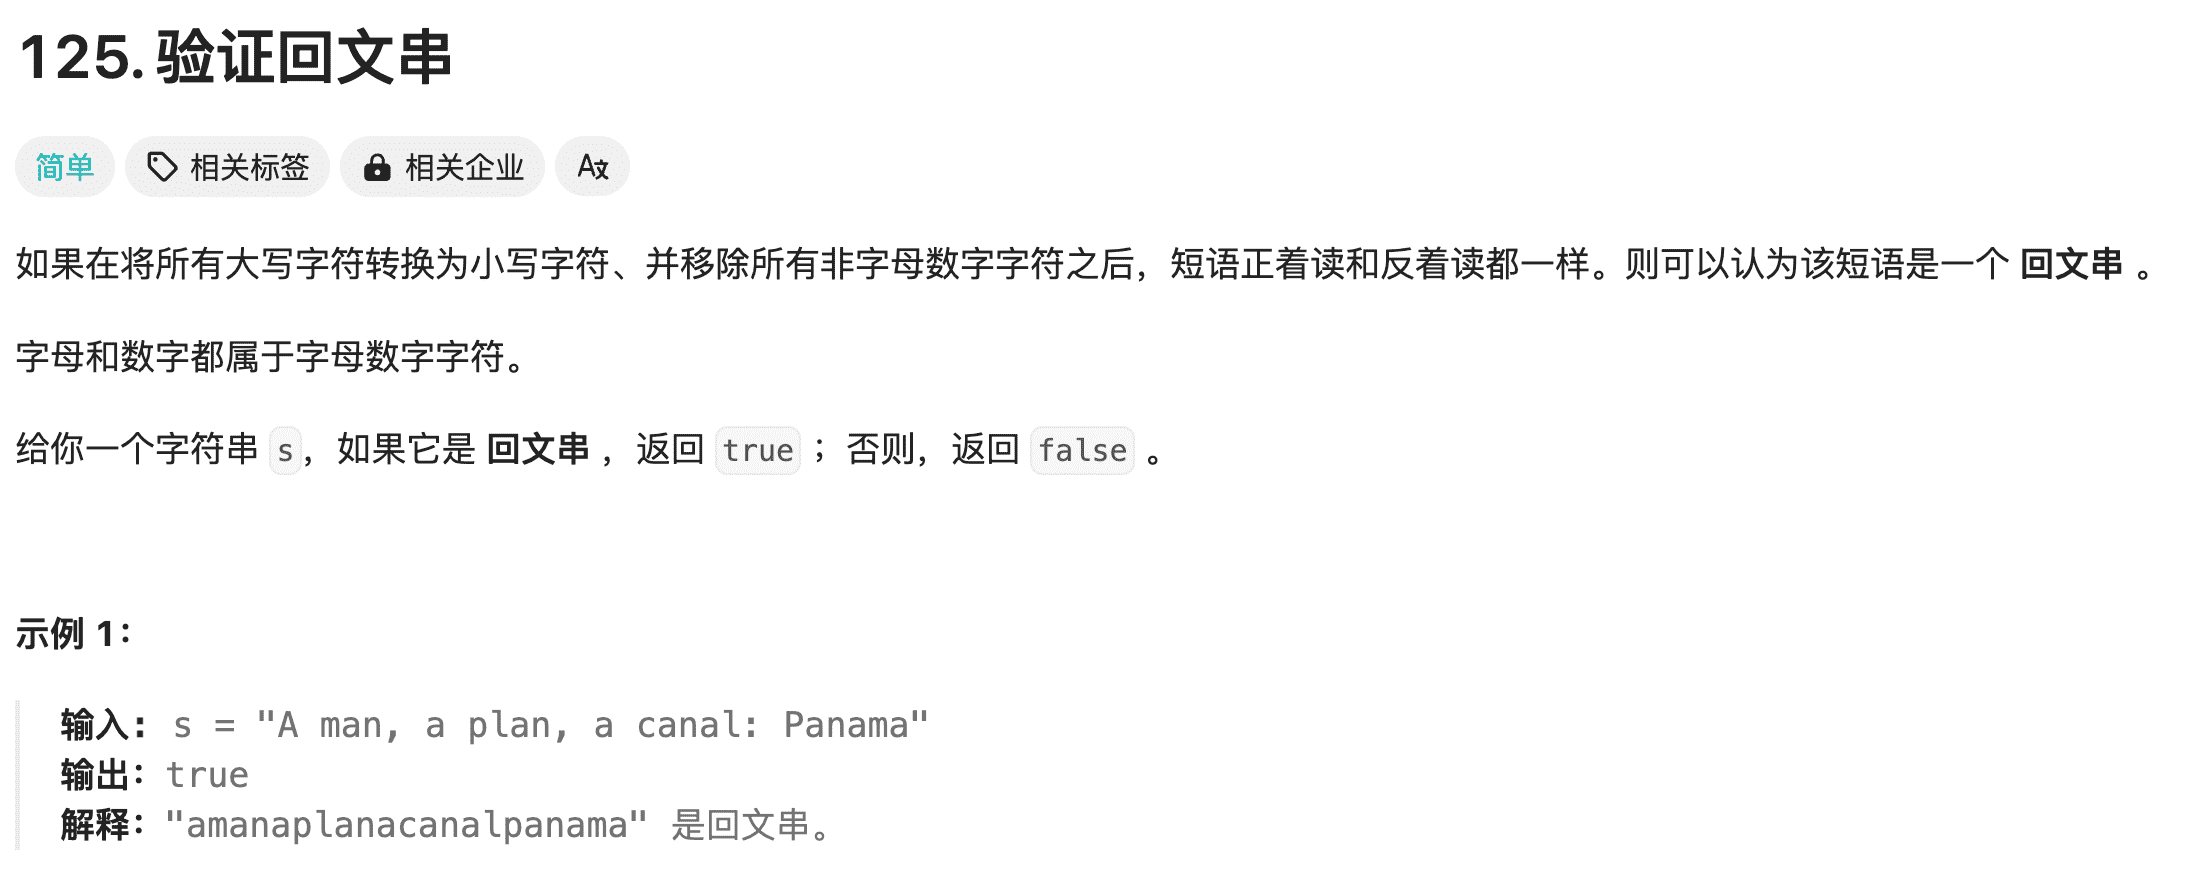 125. 验证回文串
简单 相关标签 相关企业 A文
如果在将所有大写字符转换为小写字符、并移除所有非字母数字字符之后，短语正着读和反着读都一样。则可以认为该短语是一个 回文串 。
字母和数字都属于字母数字字符。
给你一个字符串 s，如果它是 回文串 ，返回 true ；否则，返回 false 。
示例 1：
输入: s = "A man, a plan, a canal: Panama"
输出：true
解释："amanaplanacanalpanama" 是回文串。